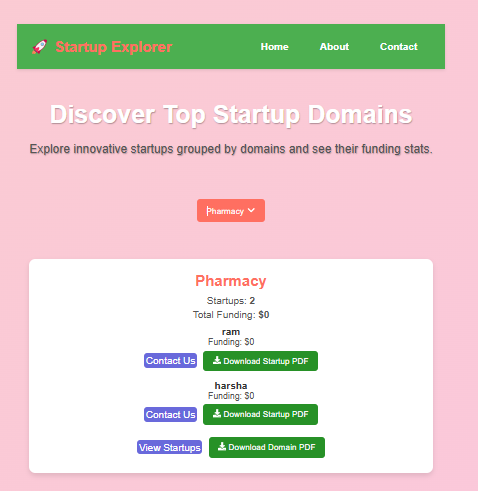 Startup Explorer Home About Contact
Discover Top Startup Domains
Explore innovative startups grouped by domains and see their funding stats.
Pharmacy
Pharmacy
Startups: 2
Total Funding: $0
ram
Funding: $0
Contact Us Download Startup PDF
harsha
Funding: $0
Contact Us Download Startup PDF
View Startups Download Domain PDF